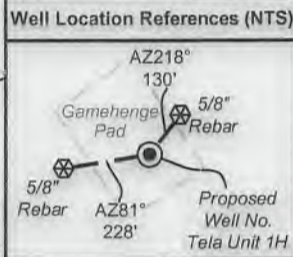 Well Location References (NTS)
AZ218°
130'
Gamehenge
Pad
5/8"
Rebar
5/8"
Rebar
AZ81°
228'
Proposed
Well No.
Tela Unit 1H